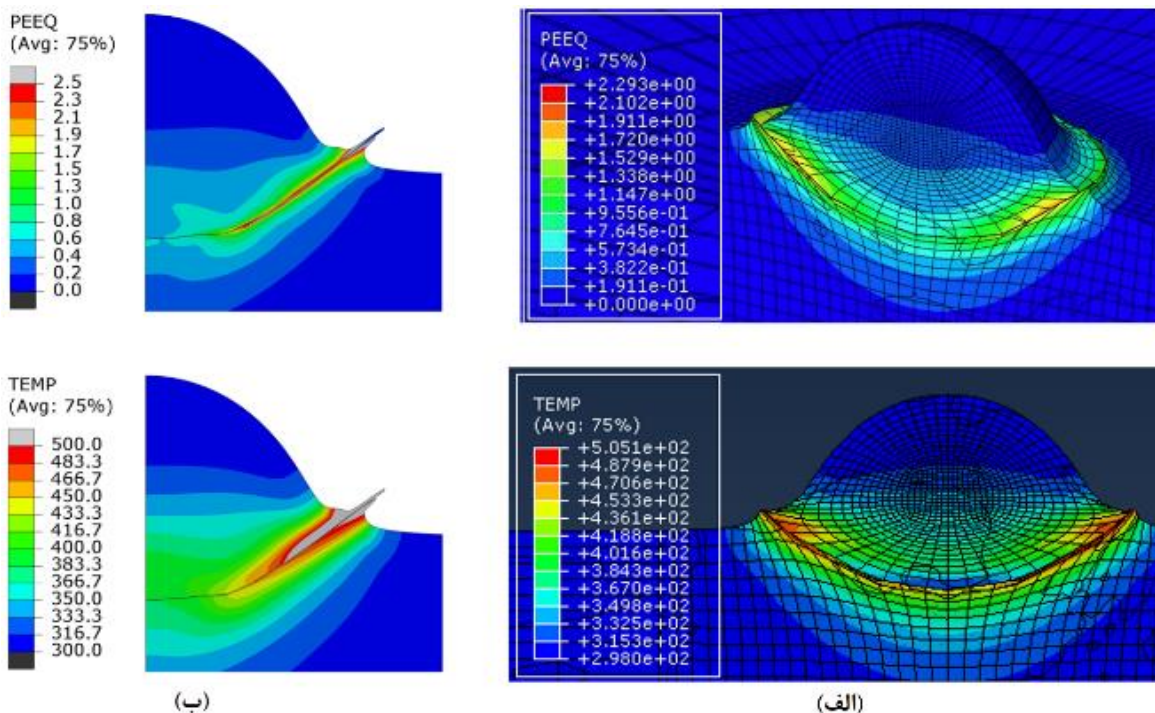 PEEQ
(Avg: 75%)
2.5
2.3
2.1
1.9
1.7
1.5
1.3
1.0
0.8
0.6
0.4
0.2
0.0
PEEQ
(Avg: 75%)
+2.293e+00
+2.102e+00
+1.911e+00
+1.720e+00
+1.529e+00
+1.338e+00
+1.147e+00
+9.556e-01
+7.645e-01
+5.734e-01
+3.822e-01
+1.911e-01
+0.000e+00
TEMP
(Avg: 75%)
500.0
483.3
466.7
450.0
433.3
416.7
400.0
383.3
366.7
350.0
333.3
316.7
300.0
TEMP
(Avg: 75%)
+5.051e+02
+4.879e+02
+4.706e+02
+4.533e+02
+4.361e+02
+4.188e+02
+4.016e+02
+3.843e+02
+3.670e+02
+3.498e+02
+3.325e+02
+3.153e+02
+2.980e+02
(الف)
(ب)